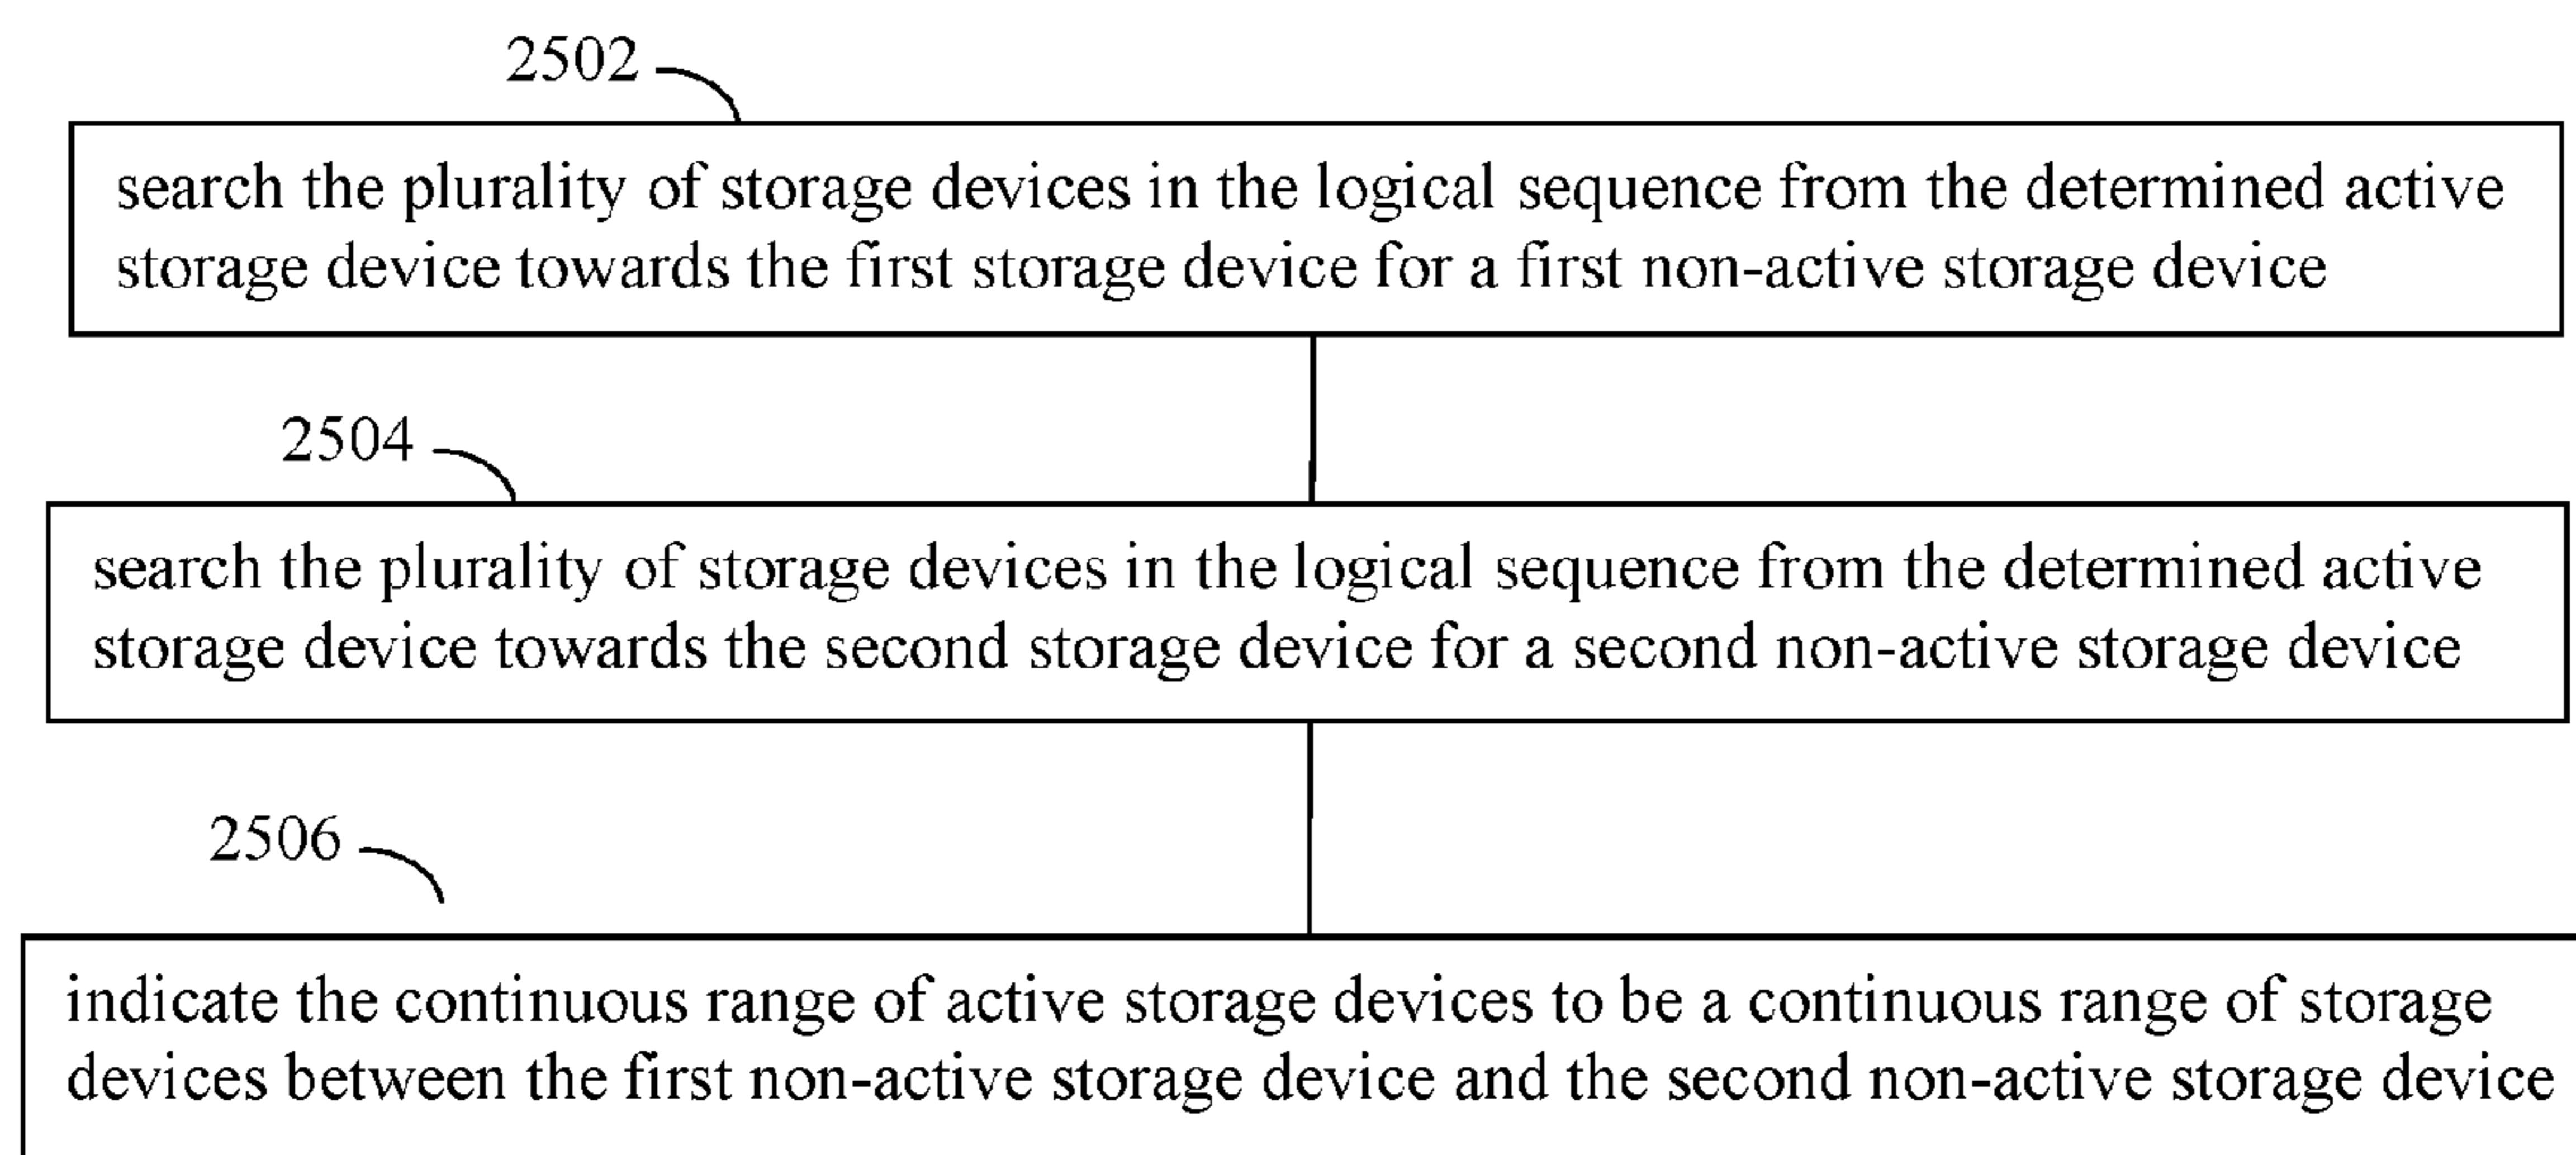 2502
search the plurality of storage devices in the logical sequence from the determined active
storage device towards the first storage device for a first non-active storage device
2504
search the plurality of storage devices in the logical sequence from the determined active
storage device towards the second storage device for a second non-active storage device
2506
indicate the continuous range of active storage devices to be a continuous range of storage
devices between the first non-active storage device and the second non-active storage device